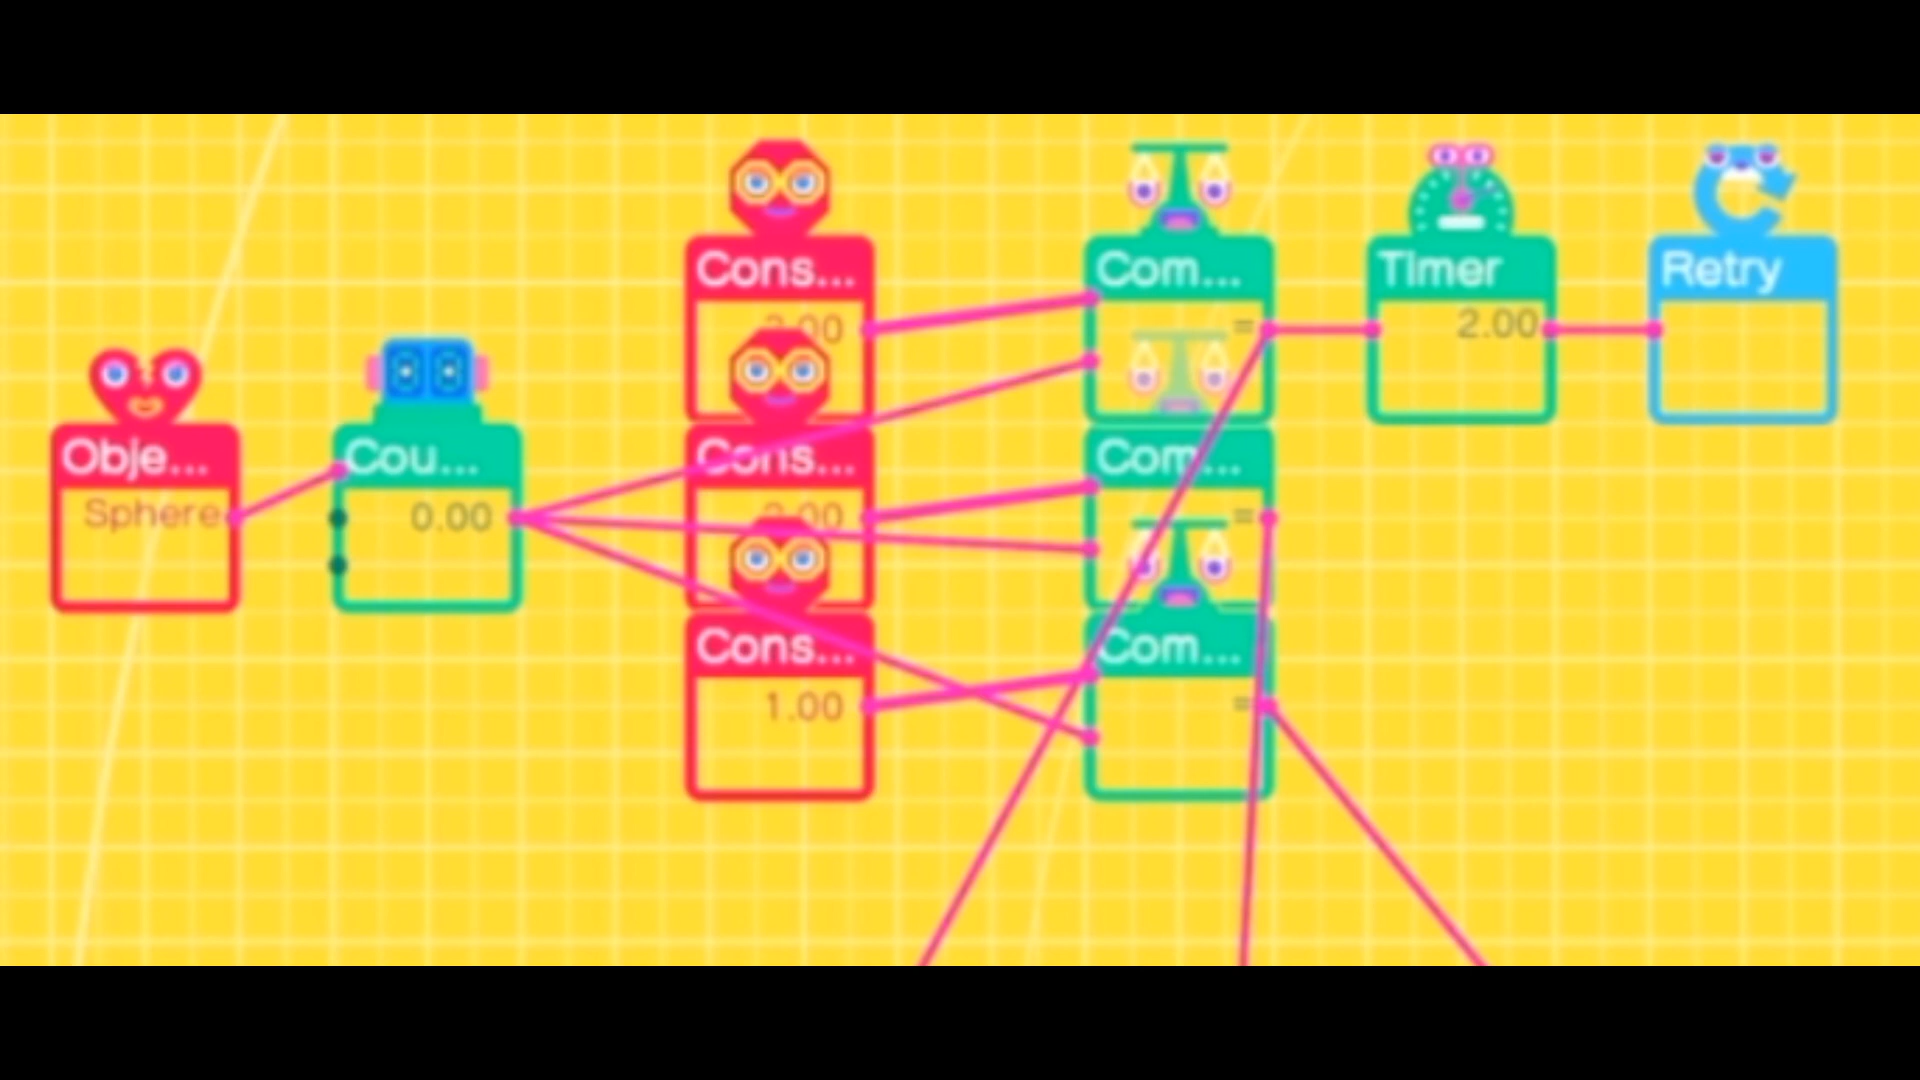 Cons...
Com...
=
Timer
2.00
Retry
Obje...
Sphere
Cou...
0.00
Cons...
Com...
=
Cons...
1.00
Com...
=